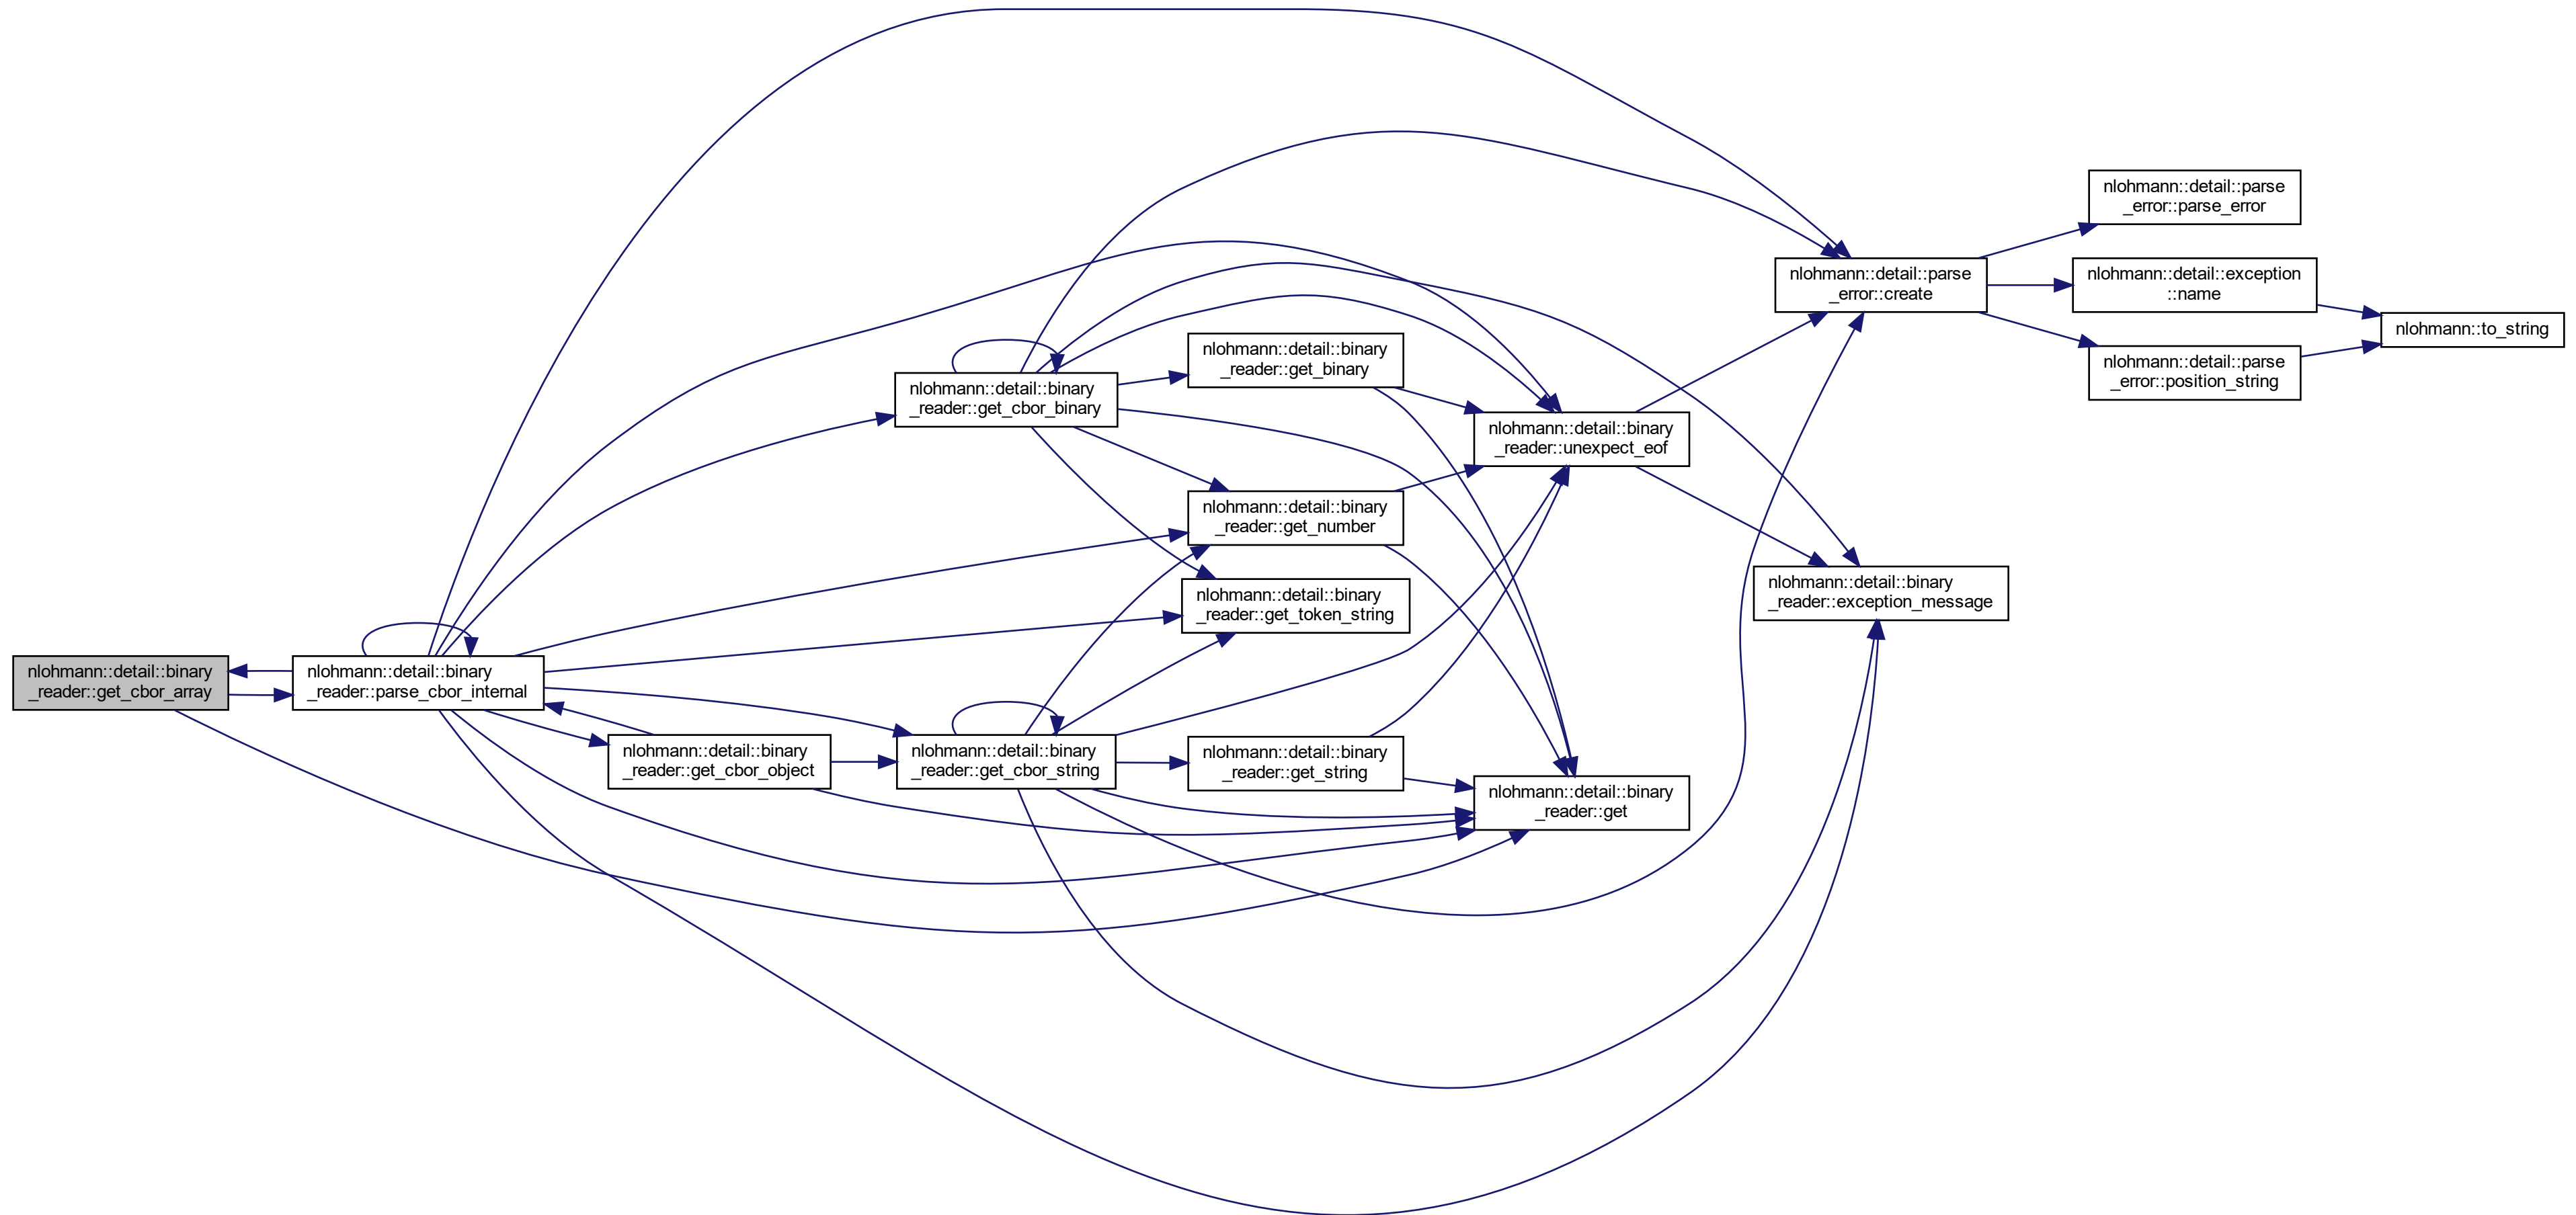 nlohmann::detail::binary
_reader::get_cbor_array
nlohmann::detail::binary
_reader::parse_cbor_internal
nlohmann::detail::binary
_reader::get_cbor_object
nlohmann::detail::binary
_reader::get_cbor_binary
nlohmann::detail::binary
_reader::get_cbor_string
nlohmann::detail::binary
_reader::get_binary
nlohmann::detail::binary
_reader::get_number
nlohmann::detail::binary
_reader::get_token_string
nlohmann::detail::binary
_reader::get_string
nlohmann::detail::binary
_reader::unexpect_eof
nlohmann::detail::binary
_reader::get
nlohmann::detail::parse
_error::create
nlohmann::detail::binary
_reader::exception_message
nlohmann::detail::parse
_error::parse_error
nlohmann::detail::exception
::name
nlohmann::detail::parse
_error::position_string
nlohmann::to_string